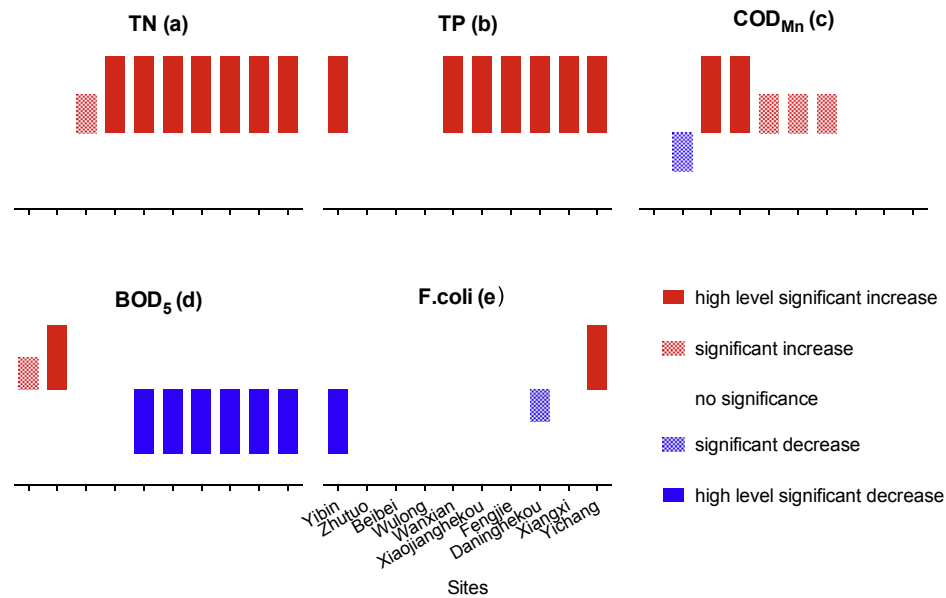 TN (a)
TP (b)
COD_Mn (c)
BOD_5 (d)
F.coli (e)
high level significant increase
significant increase
no significance
significant decrease
high level significant decrease
Yibin
Zhutuo
Beibei
Wulong
Wanxian
Xiaojianghekou
Fengjie
Daninghekou
Xiangxi
Yichang
Sites